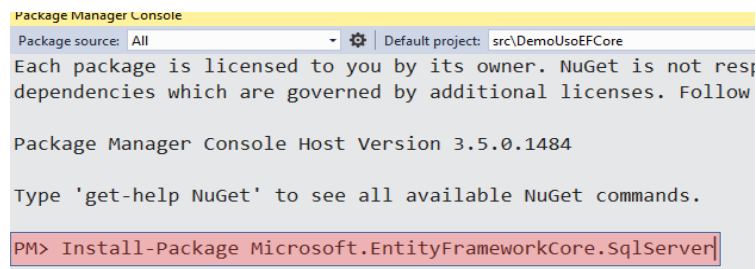 Package Manager Console
Package source: All Default project: src\DemoUsoEFCore
Each package is licensed to you by its owner. NuGet is not resp
dependencies which are governed by additional licenses. Follow
Package Manager Console Host Version 3.5.0.1484
Type 'get-help NuGet' to see all available NuGet commands.
PM> Install-Package Microsoft.EntityFrameworkCore.SqlServer